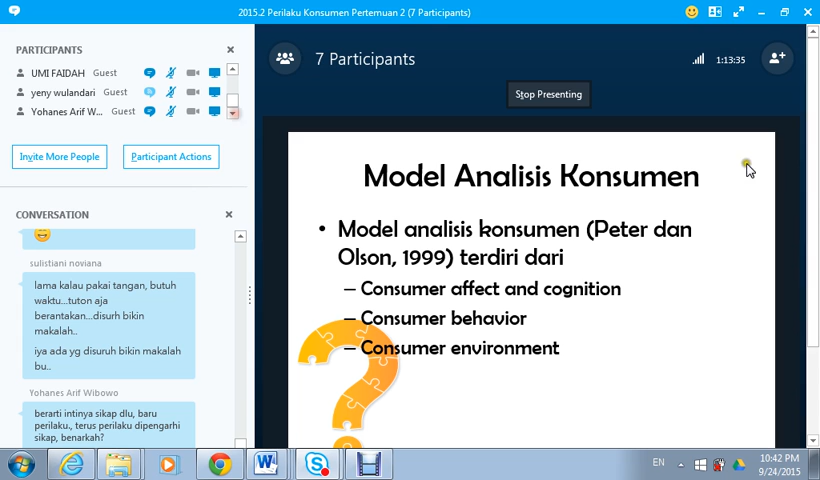 2015.2 Perilaku Konsumen Pertemuan 2 (7 Participants)
PARTICIPANTS
UMI FAIDAH Guest
yeny wulandari Guest
Yohanes Arif W... Guest
Invite More People
Participant Actions
CONVERSATION
sulistiani noviana
lama kalau pakai tangan, butuh
waktu...tuton aja
berantakan...disurh bikin
makalah..
iya ada yg disuruh bikin makalah
bu..
Yohanes Arif Wibowo
berarti intinya sikap dlu, baru
perilaku., terus perilaku dipengarhi
sikap, benarkah?
7 Participants
1:13:35
Stop Presenting
Model Analisis Konsumen
• Model analisis konsumen (Peter dan
Olson, 1999) terdiri dari
– Consumer affect and cognition
– Consumer behavior
– Consumer environment
EN
10:42 PM
9/24/2015